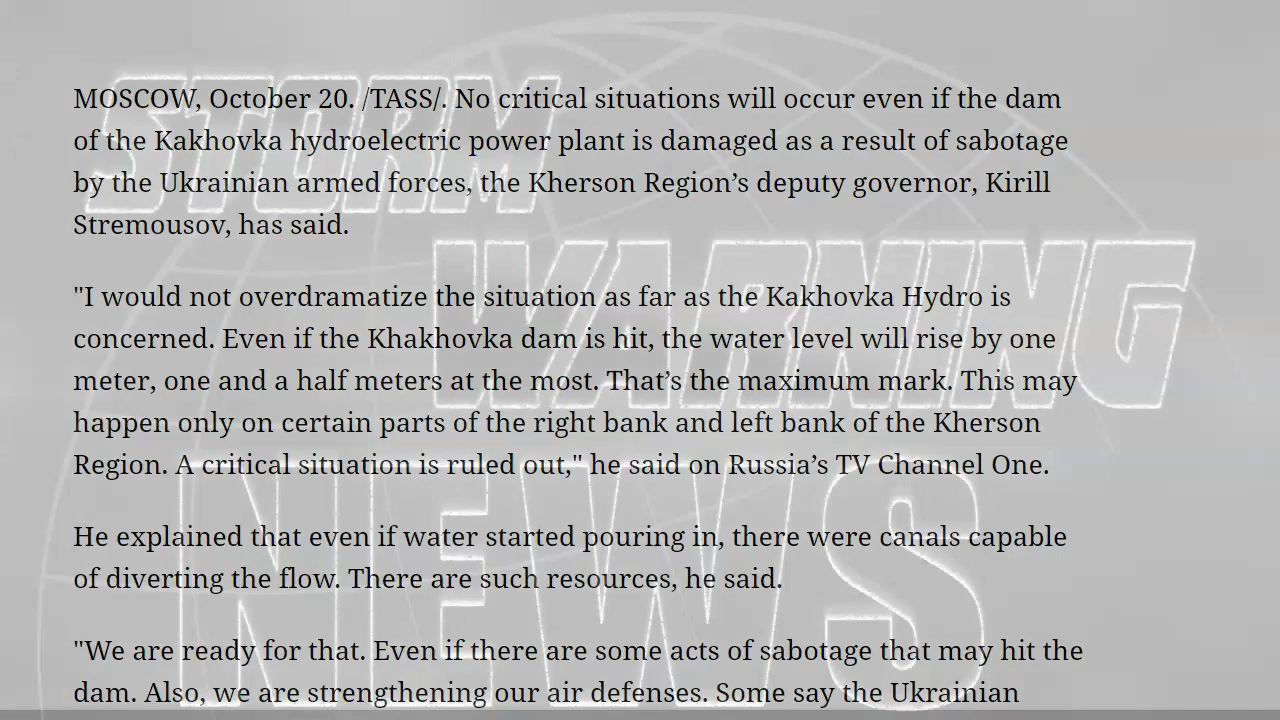 STORM
WARNING
NEWS
MOSCOW, October 20. /TASS/. No critical situations will occur even if the dam
of the Kakhovka hydroelectric power plant is damaged as a result of sabotage
by the Ukrainian armed forces, the Kherson Region’s deputy governor, Kirill
Stremousov, has said.
"I would not overdramatize the situation as far as the Kakhovka Hydro is
concerned. Even if the Khakhovka dam is hit, the water level will rise by one
meter, one and a half meters at the most. That’s the maximum mark. This may
happen only on certain parts of the right bank and left bank of the Kherson
Region. A critical situation is ruled out," he said on Russia’s TV Channel One.
He explained that even if water started pouring in, there were canals capable
of diverting the flow. There are such resources, he said.
"We are ready for that. Even if there are some acts of sabotage that may hit the
dam. Also, we are strengthening our air defenses. Some say the Ukrainian